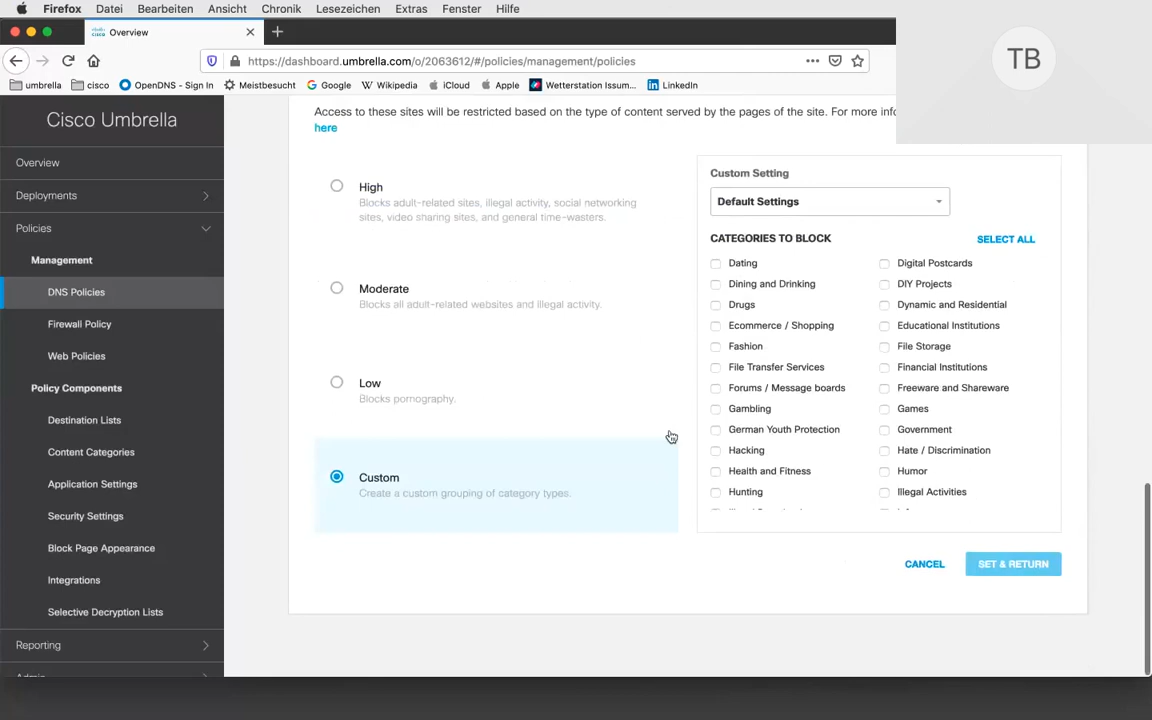 Firefox Datei Bearbeiten Ansicht Chronik Lesezeichen Extras Fenster Hilfe
Overview
TB
https://dashboard.umbrella.com/o/2063612/#/policies/management/policies
umbrella cisco OpenDNS - Sign In Meistbesucht Google Wikipedia iCloud Apple Wetterstation Issum... LinkedIn
Cisco Umbrella
Overview
Deployments
Policies
Management
DNS Policies
Firewall Policy
Web Policies
Policy Components
Destination Lists
Content Categories
Application Settings
Security Settings
Block Page Appearance
Integrations
Selective Decryption Lists
Reporting
Admin
Access to these sites will be restricted based on the type of content served by the pages of the site. For more
here
High
Blocks adult-related sites, illegal activity, social networking
sites, video sharing sites, and general time-wasters.
Moderate
Blocks all adult-related websites and illegal activity.
Low
Blocks pornography.
Custom
Create a custom grouping of category types.
Custom Setting
Default Settings
CATEGORIES TO BLOCK SELECT ALL
Dating Digital Postcards
Dining and Drinking DIY Projects
Drugs Dynamic and Residential
Ecommerce / Shopping Educational Institutions
Fashion File Storage
File Transfer Services Financial Institutions
Forums / Message boards Freeware and Shareware
Gambling Games
German Youth Protection Government
Hacking Hate / Discrimination
Health and Fitness Humor
Hunting Illegal Activities
CANCEL SET & RETURN